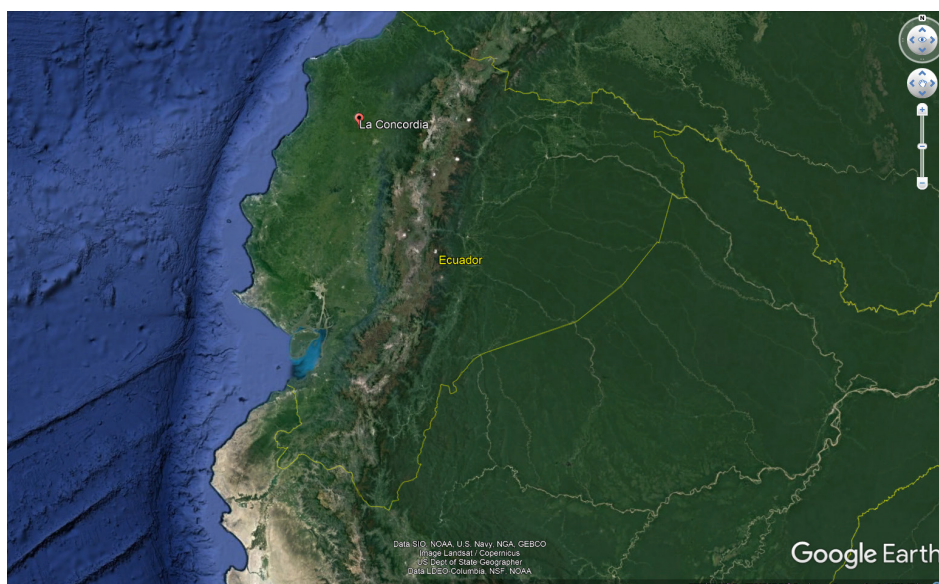 N
La Concordia
Ecuador
Data SIO, NOAA, U.S. Navy, NGA, GEBCO
Image Landsat / Copernicus
US Dept of State Geographer
Data LDEO-Columbia, NSF, NOAA
Google Earth